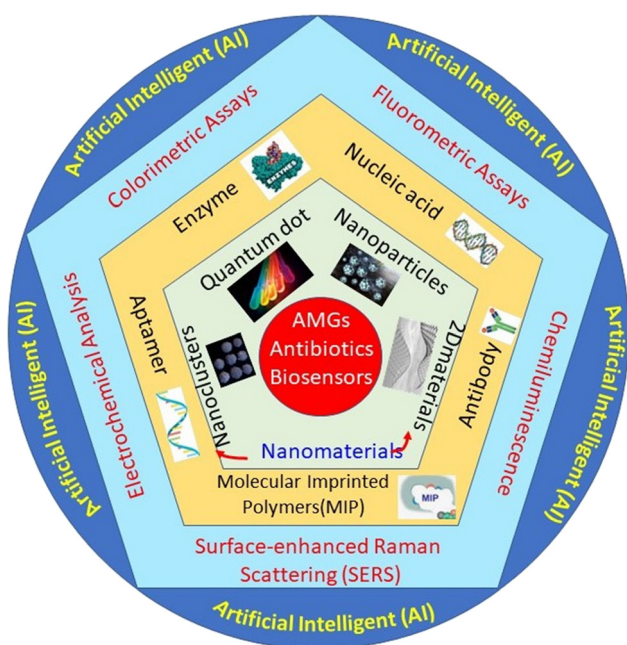 Artificial Intelligent (AI)
Artificial Intelligent (AI)
Colorimetric Assays
Fluorometric Assays
Enzyme
ENZYMES
Nucleic acid
Quantum dot
Nanoparticles
AMGs
Antibiotics
Biosensors
Artificial Intelligent (AI)
Electrochemical Analysis
Aptamer
Nanoclusters
2Dmaterials
Antibody
Chemiluminescence
Artificial Intelligent (AI)
Nanomaterials
Molecular Imprinted
Polymers(MIP)
MIP
Surface-enhanced Raman
Scattering (SERS)
Artificial Intelligent (AI)